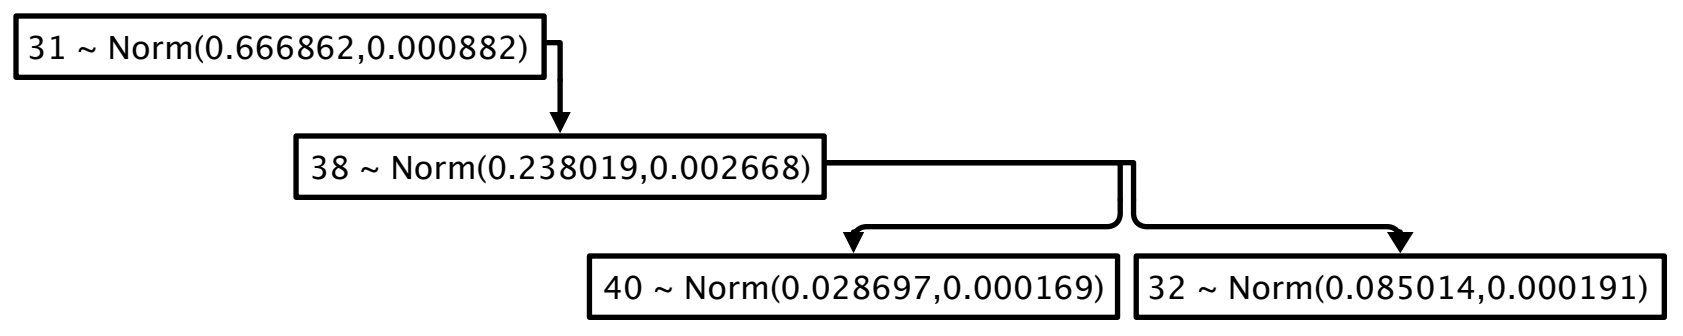 31 ~ Norm(0.666862,0.000882)
38 ~ Norm(0.238019,0.002668)
40 ~ Norm(0.028697,0.000169)
32 ~ Norm(0.085014,0.000191)